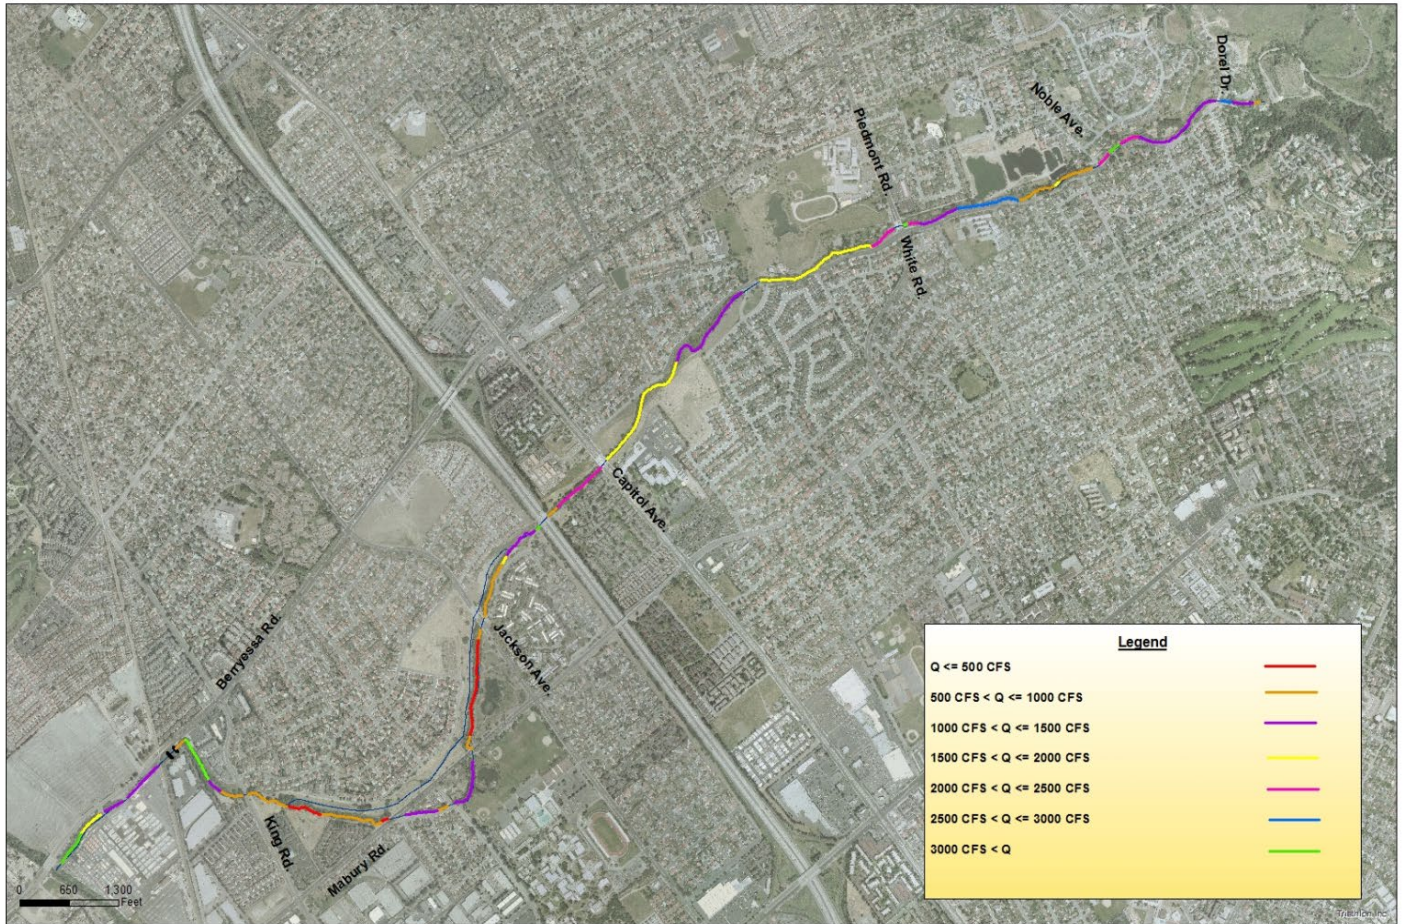 Dorel Dr.
Noble Ave.
Piedmont Rd.
White Rd.
Capitol Ave.
Jackson Ave.
Berryessa Rd.
King Rd.
Mabury Rd.
Legend
Q <= 500 CFS
500 CFS < Q <= 1000 CFS
1000 CFS < Q <= 1500 CFS
1500 CFS < Q <= 2000 CFS
2000 CFS < Q <= 2500 CFS
2500 CFS < Q <= 3000 CFS
3000 CFS < Q
0 650 1,300
Feet